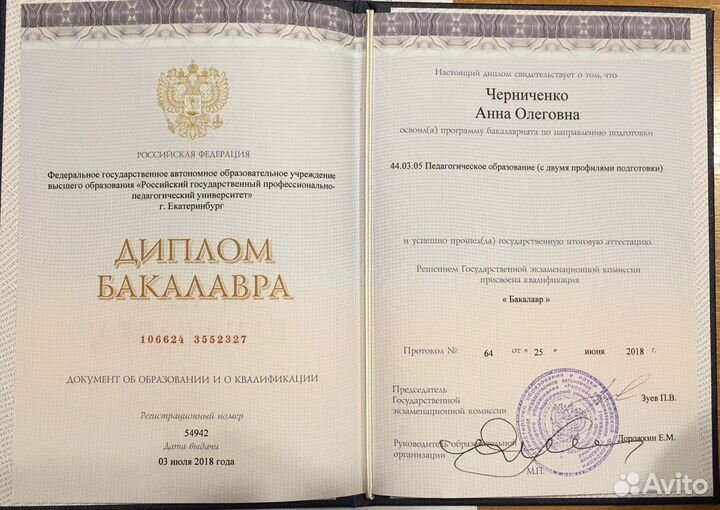 РОССИЙСКАЯ ФЕДЕРАЦИЯ
Федеральное государственное автономное образовательное учреждение
высшего образования «Российский государственный профессионально-
педагогический университет»
г. Екатеринбург
ДИПЛОМ
БАКАЛАВРА
106624 3552327
ДОКУМЕНТ ОБ ОБРАЗОВАНИИ И О КВАЛИФИКАЦИИ
Регистрационный номер
54942
Дата выдачи
03 июля 2018 года
Настоящий диплом свидетельствует о том, что
Черниченко
Анна Олеговна
освоил(а) программу бакалавриата по направлению подготовки
44.03.05 Педагогическое образование (с двумя профилями подготовки)
и успешно прошел(ла) государственную итоговую аттестацию.
Решением Государственной экзаменационной комиссии
присвоена квалификация
« Бакалавр »
Протокол № 64 от « 25 » июня 2018 г.
Председатель
Государственной
экзаменационной комиссии
Зуев П.В.
Руководитель образовательной
организации
Дорожкин Е.М.
М.П.
Avito